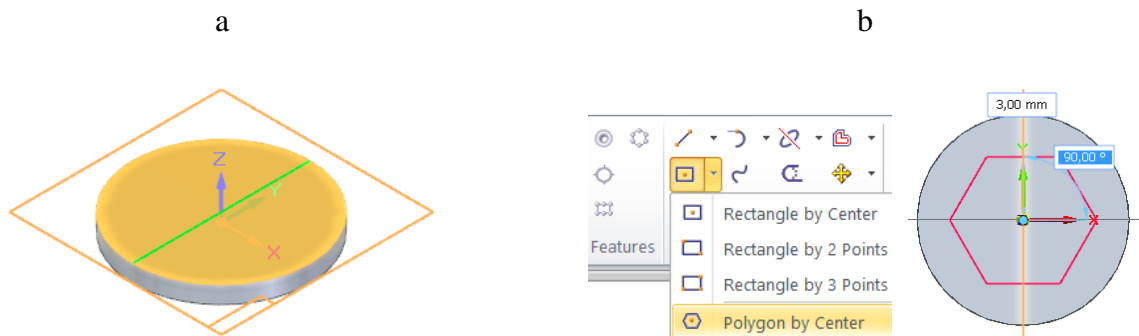 a
b
Z
Y
X
Features
Rectangle by Center
Rectangle by 2 Points
Rectangle by 3 Points
Polygon by Center
3,00 mm
Y
90,00 °
X